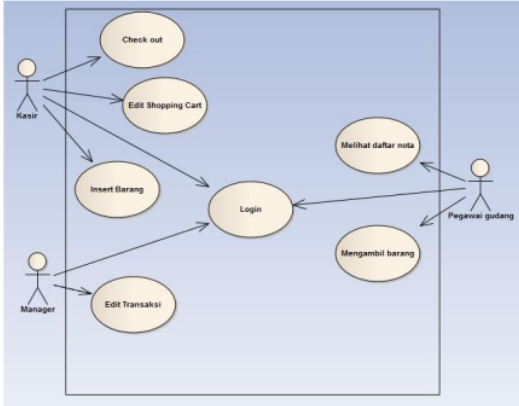 Check out
Kasir
Edit Shopping Cart
Melihat daftar nota
Insert Barang
Login
Pegawai gudang
Mengambil barang
Manager
Edit Transaksi